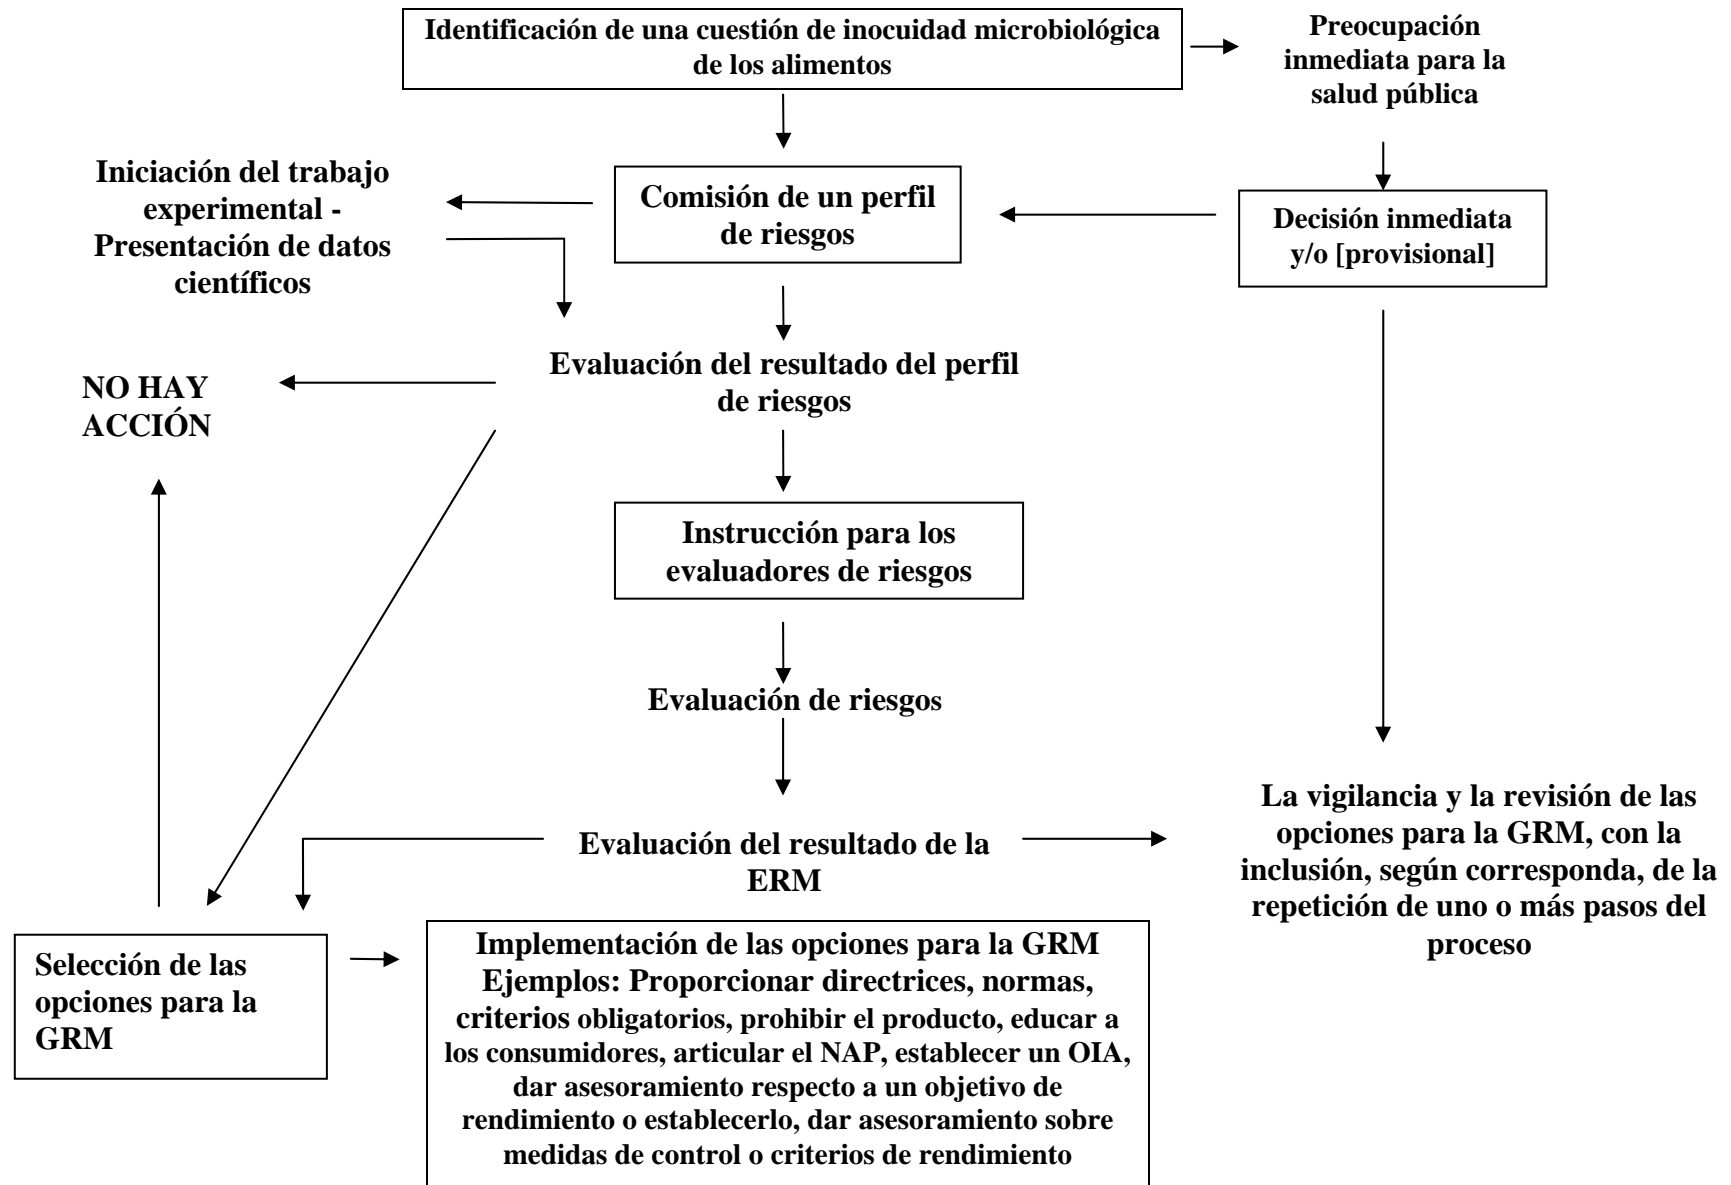 Identificación de una cuestión de inocuidad microbiológica
de los alimentos
Preocupación
inmediata para la
salud pública
Iniciación del trabajo
experimental -
Presentación de datos
científicos
Comisión de un perfil
de riesgos
Decisión inmediata
y/o [provisional]
Evaluación del resultado del perfil
de riesgos
NO HAY
ACCIÓN
Instrucción para los
evaluadores de riesgos
Evaluación de riesgos
Evaluación del resultado de la
ERM
La vigilancia y la revisión de las
opciones para la GRM, con la
inclusión, según corresponda, de la
repetición de uno o más pasos del
proceso
Selección de las
opciones para la
GRM
Implementación de las opciones para la GRM
Ejemplos: Proporcionar directrices, normas,
criterios obligatorios, prohibir el producto, educar a
los consumidores, articular el NAP, establecer un OIA,
dar asesoramiento respecto a un objetivo de
rendimiento o establecerlo, dar asesoramiento sobre
medidas de control o criterios de rendimiento